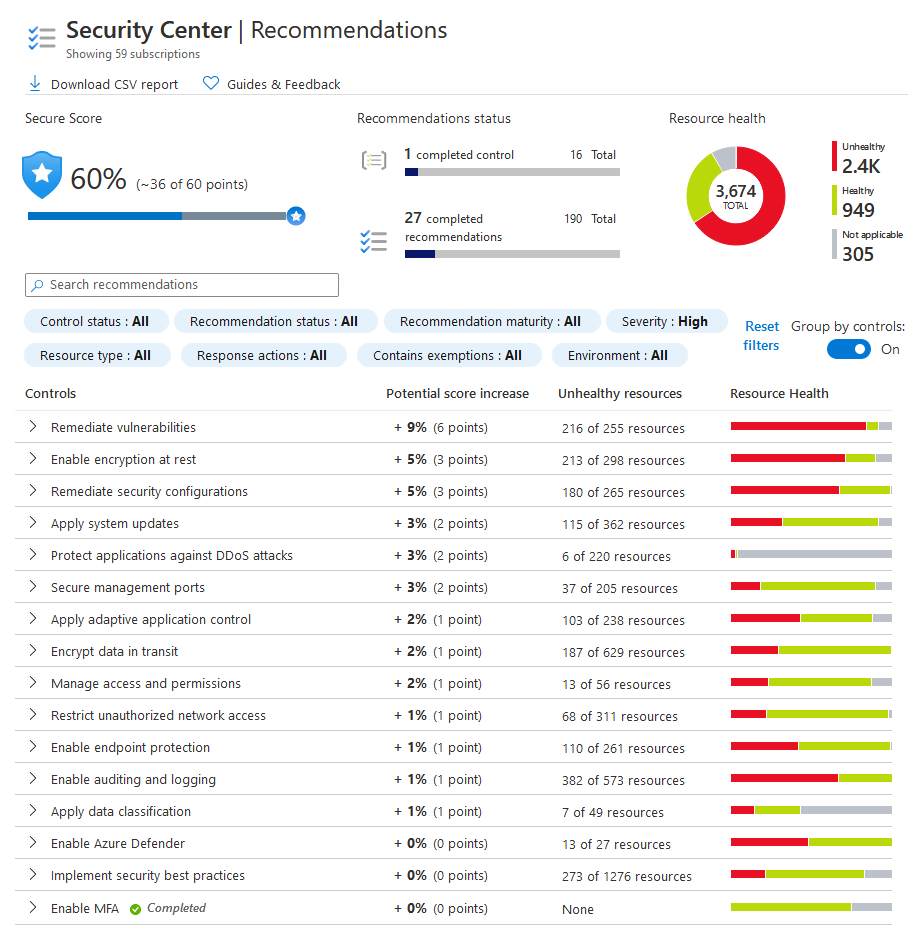 Security Center | Recommendations
Showing 59 subscriptions
Download CSV report Guides & Feedback
Secure Score
60% (~36 of 60 points)
Recommendations status
1 completed control 16 Total
27 completed 190 Total
recommendations
Resource health
3,674
TOTAL
Unhealthy
2.4K
Healthy
949
Not applicable
305
Search recommendations
Control status : All Recommendation status : All Recommendation maturity : All Severity : High
Resource type : All Response actions : All Contains exemptions : All Environment : All
Reset
filters
Group by controls:
On
Controls Potential score increase Unhealthy resources Resource Health
Remediate vulnerabilities + 9% (6 points) 216 of 255 resources
Enable encryption at rest + 5% (3 points) 213 of 298 resources
Remediate security configurations + 5% (3 points) 180 of 265 resources
Apply system updates + 3% (2 points) 115 of 362 resources
Protect applications against DDoS attacks + 3% (2 points) 6 of 220 resources
Secure management ports + 3% (2 points) 37 of 205 resources
Apply adaptive application control + 2% (1 point) 103 of 238 resources
Encrypt data in transit + 2% (1 point) 187 of 629 resources
Manage access and permissions + 2% (1 point) 13 of 56 resources
Restrict unauthorized network access + 1% (1 point) 68 of 311 resources
Enable endpoint protection + 1% (1 point) 110 of 261 resources
Enable auditing and logging + 1% (1 point) 382 of 573 resources
Apply data classification + 1% (1 point) 7 of 49 resources
Enable Azure Defender + 0% (0 points) 13 of 27 resources
Implement security best practices + 0% (0 points) 273 of 1276 resources
Enable MFA Completed + 0% (0 points) None